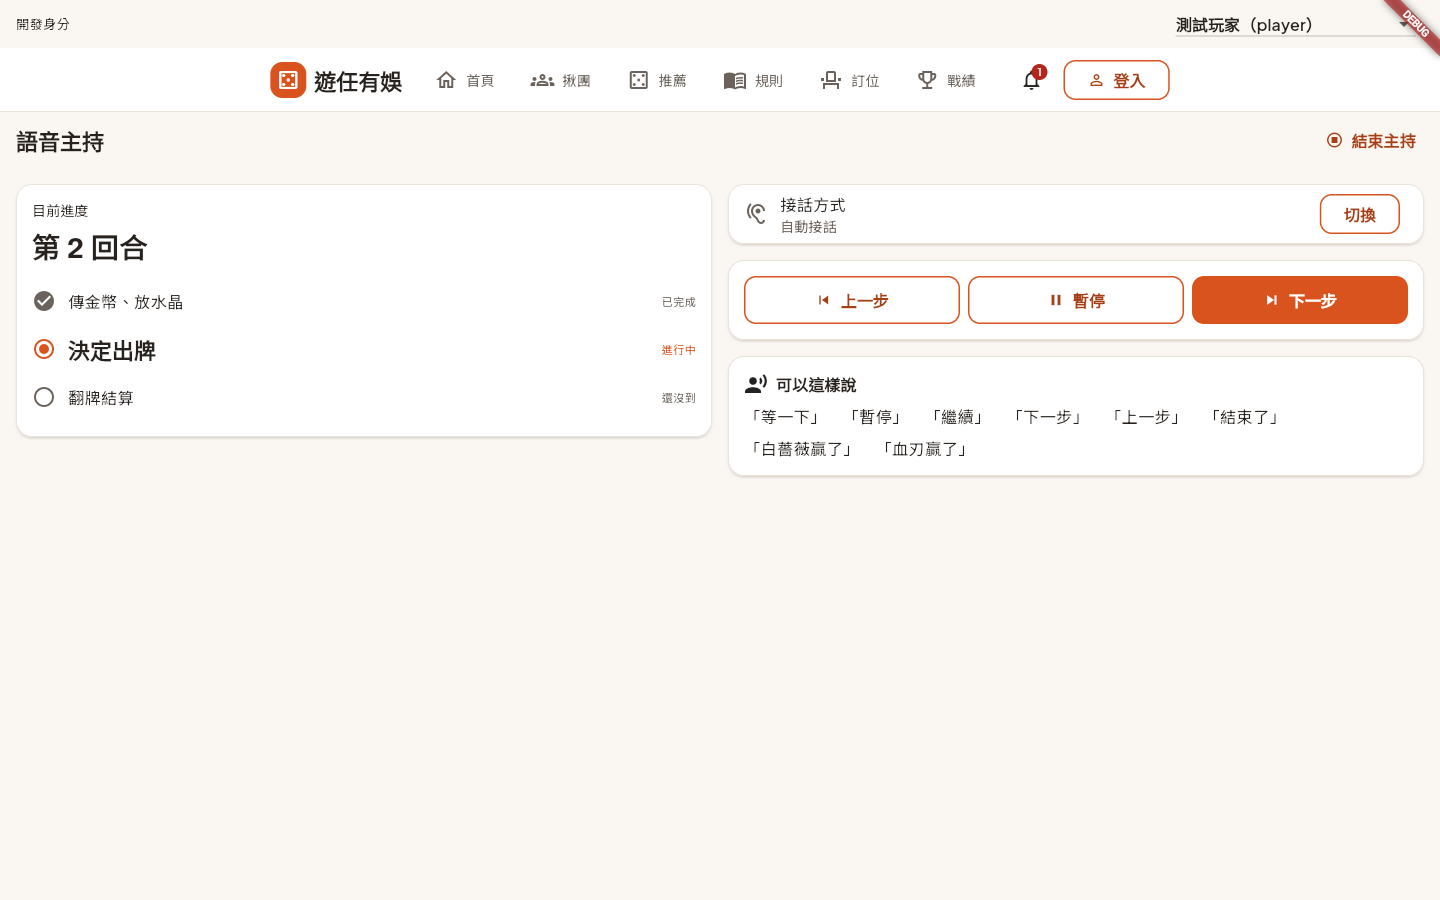 開發身分
測試玩家（player）
DEBUG
遊任有娛
首頁
揪團
推薦
規則
訂位
戰績
1
登入
語音主持
結束主持
目前進度
第 2 回合
傳金幣、放水晶
已完成
決定出牌
進行中
翻牌結算
還沒到
接話方式
自動接話
切換
上一步
暫停
下一步
可以這樣說
「等一下」 「暫停」 「繼續」 「下一步」 「上一步」 「結束了」
「白薔薇贏了」 「血刃贏了」